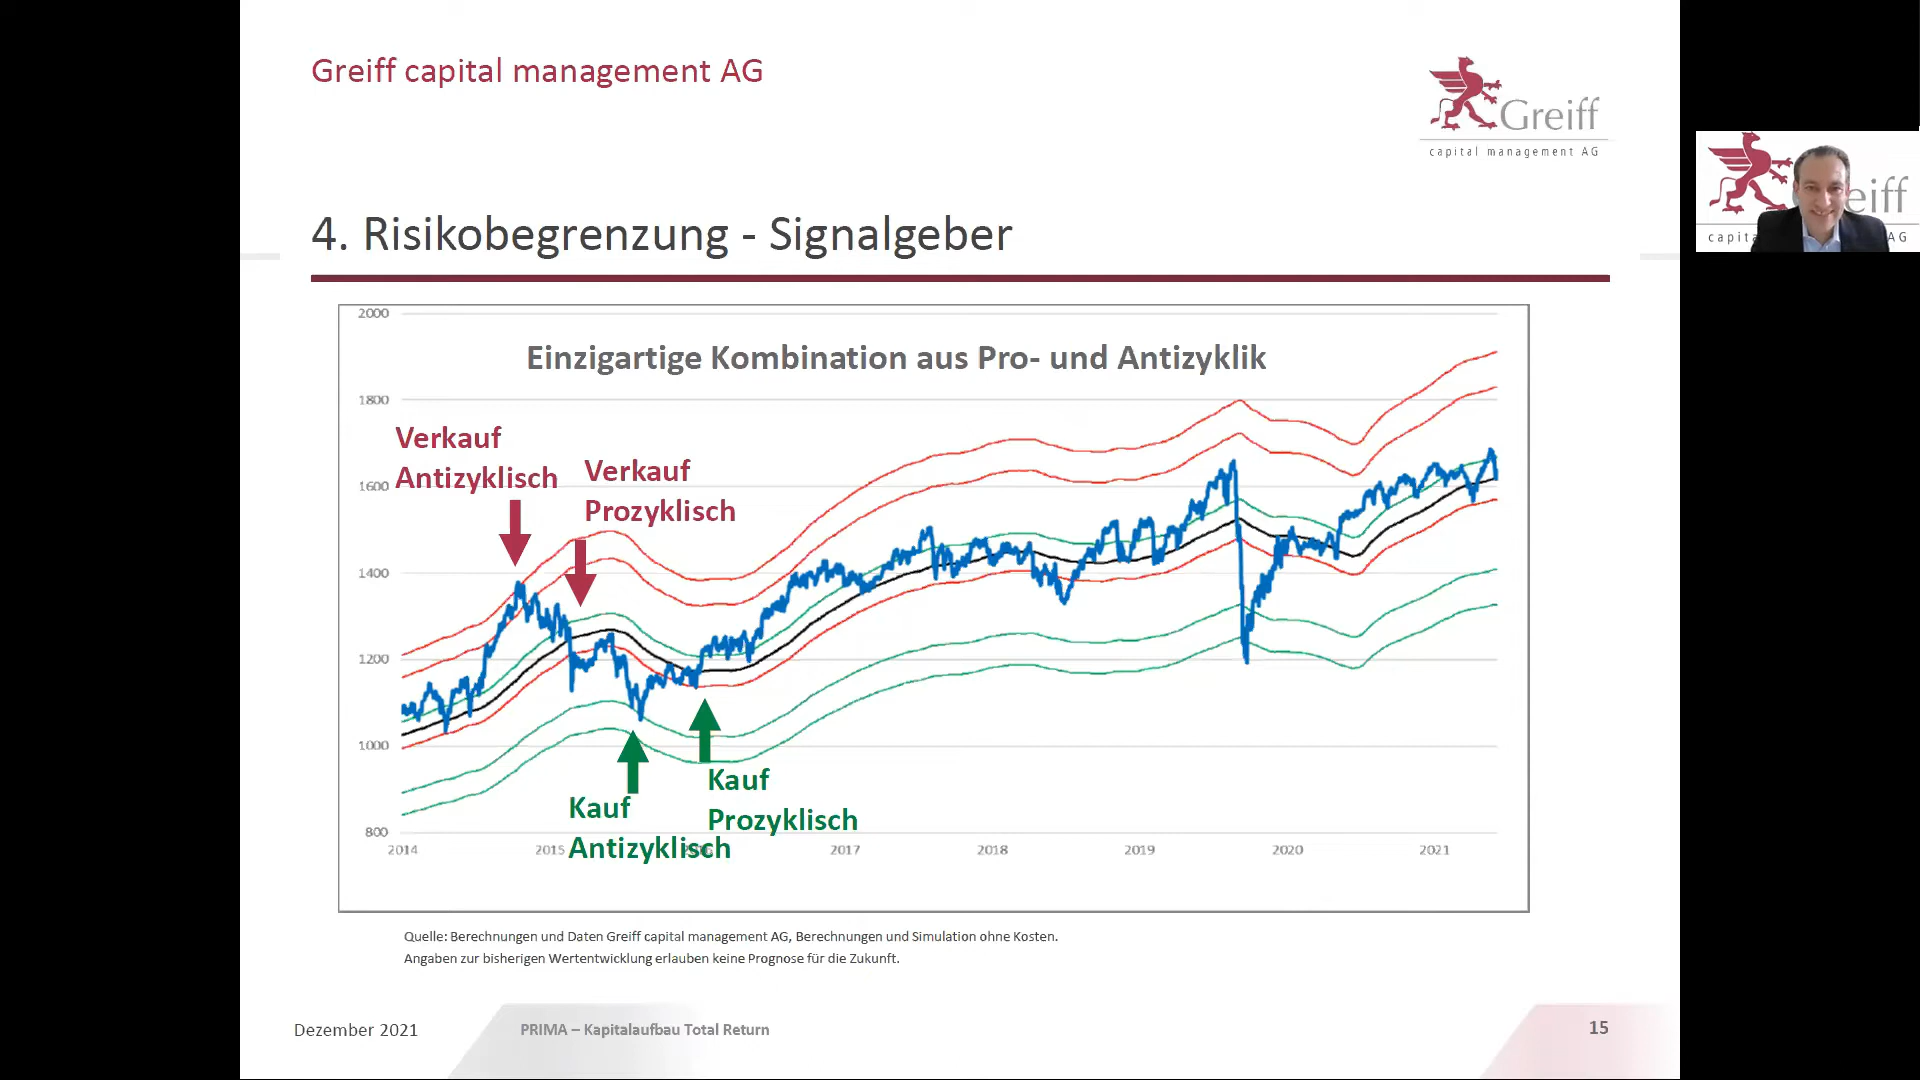 Greiff capital management AG
Greiff
capital management AG
eiff
capita
AG
4. Risikobegrenzung - Signalgeber
2000
Einzigartige Kombination aus Pro- und Antizyklik
1800
Verkauf
Antizyklisch
Verkauf
Prozyklisch
1600
1400
1200
1000
Kauf
Prozyklisch
Kauf
Antizyklisch
800
2014
2015
2017
2018
2019
2020
2021
Quelle: Berechnungen und Daten Greiff capital management AG, Berechnungen und Simulation ohne Kosten.
Angaben zur bisherigen Wertentwicklung erlauben keine Prognose für die Zukunft.
Dezember 2021
PRIMA – Kapitalaufbau Total Return
15